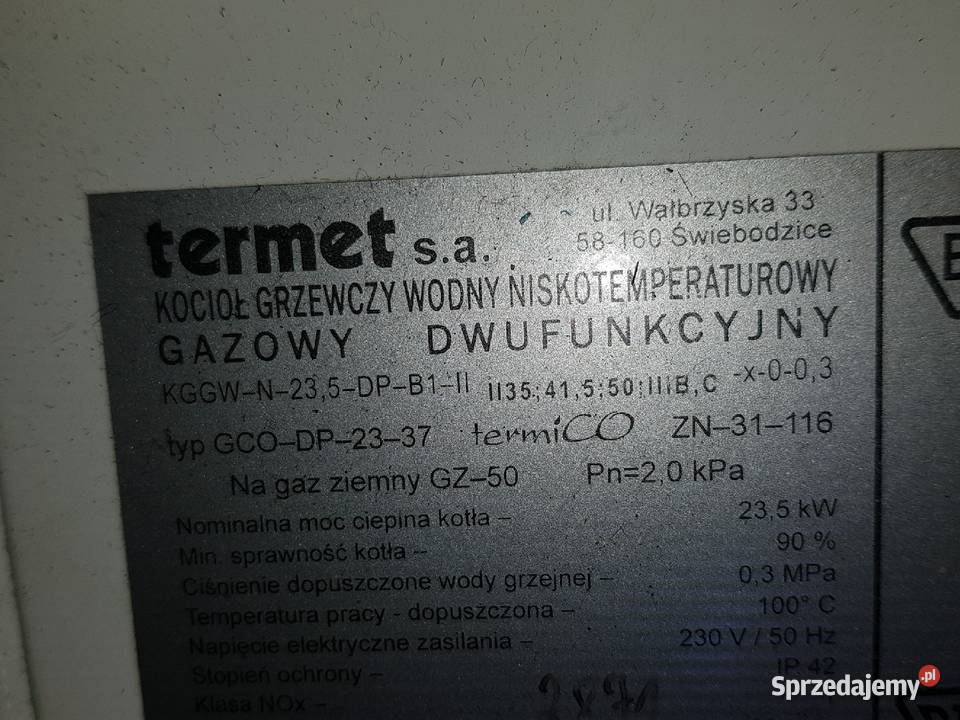 termet s.a.
ul. Wałbrzyska 33
58-160 Świebodzice
KOCIOŁ GRZEWCZY WODNY NISKOTEMPERATUROWY
GAZOWY DWUFUNKCYJNY
KGGW-N-23,5-DP-B1-II II35;41,5;50;IIIB,C -x-0-0,3
typ GCO-DP-23-37 termiCO ZN-31-116
Na gaz ziemny GZ-50 Pn=2,0 kPa
Nominalna moc cieplna kotła – 23,5 kW
Min. sprawność kotła – 90 %
Ciśnienie dopuszczone wody grzejnej – 0,3 MPa
Temperatura pracy - dopuszczona – 100° C
Napięcie elektryczne zasilania – 230 V / 50 Hz
Stopień ochrony – IP 42
Klasa NOx –
Sprzedajemy.pl